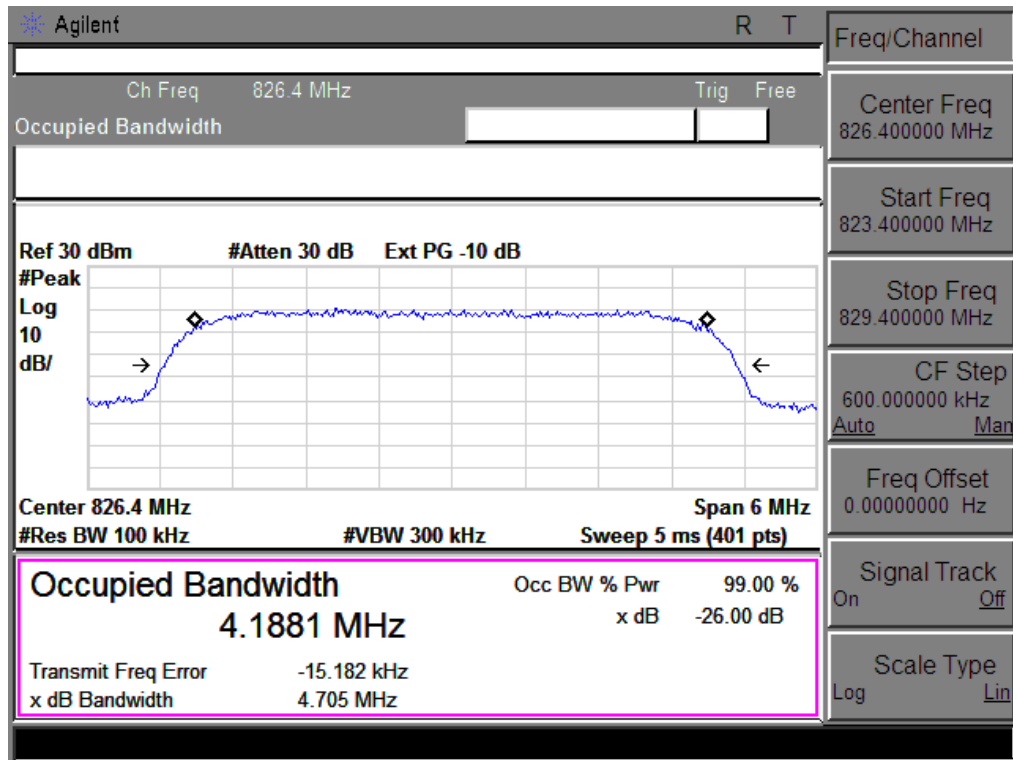 Agilent R T
Ch Freq 826.4 MHz Trig Free
Occupied Bandwidth
Ref 30 dBm #Atten 30 dB Ext PG -10 dB
#Peak
Log
10
dB/
Center 826.4 MHz Span 6 MHz
#Res BW 100 kHz #VBW 300 kHz Sweep 5 ms (401 pts)
Occupied Bandwidth Occ BW % Pwr 99.00 %
4.1881 MHz x dB -26.00 dB
Transmit Freq Error -15.182 kHz
x dB Bandwidth 4.705 MHz
Freq/Channel
Center Freq
826.400000 MHz
Start Freq
823.400000 MHz
Stop Freq
829.400000 MHz
CF Step
600.000000 kHz
Auto Man
Freq Offset
0.00000000 Hz
Signal Track
On Off
Scale Type
Log Lin